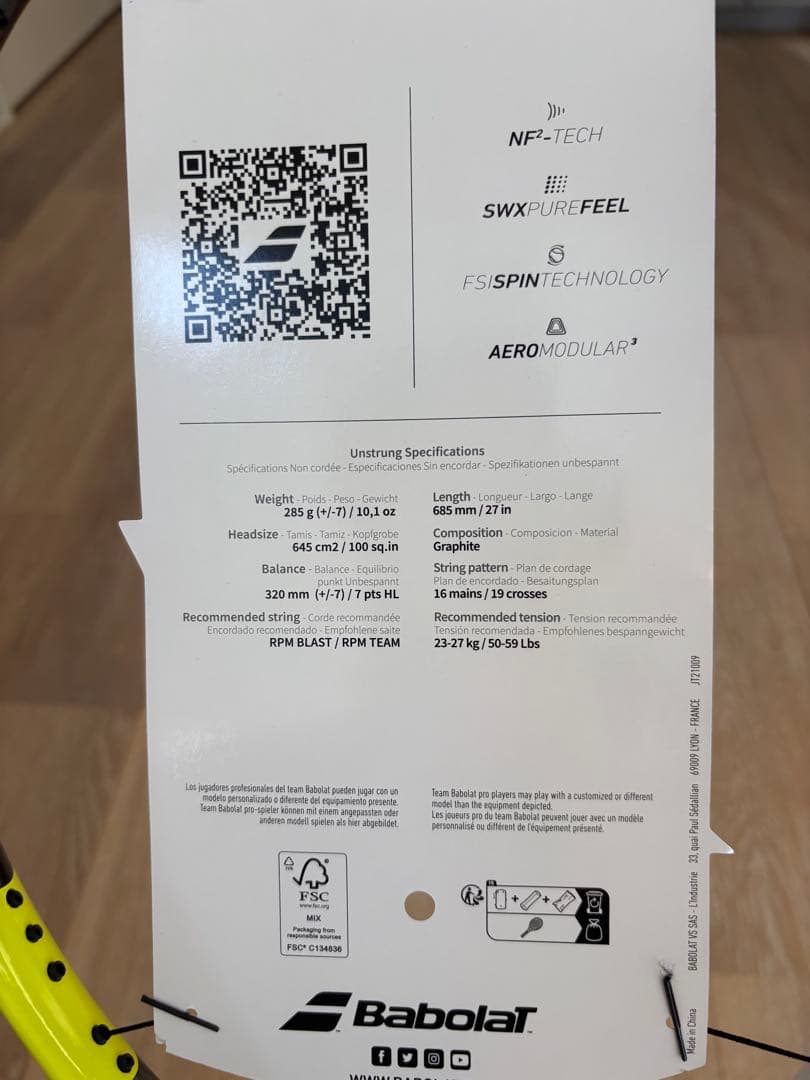 NF²-TECH
SWXPUREFEEL
FSISPINTECHNOLOGY
AEROMODULAR³
Unstrung Specifications
Spécifications Non cordée - Especificaciones Sin encordar - Spezifikationen unbespannt
Weight - Poids - Peso - Gewicht
285 g (+/-7) / 10,1 oz
Headsize - Tamis - Tamiz - Kopfgrobe
645 cm2 / 100 sq.in
Balance - Balance - Equilibrio
punkt Unbespannt
320 mm (+/-7) / 7 pts HL
Recommended string - Corde recommandée
Encordado recomendado - Empfohlene saite
RPM BLAST / RPM TEAM
Length - Longueur - Largo - Lange
685 mm / 27 in
Composition - Composicion - Material
Graphite
String pattern - Plan de cordage
Plan de encordado - Besaitungsplan
16 mains / 19 crosses
Recommended tension - Tension recommandée
Tensión recomendada - Empfohlenes bespanngewicht
23-27 kg / 50-59 Lbs
Los jugadores profesionales del team Babolat pueden jugar con un
modelo personalizado o diferente del equipamiento presente.
Team Babolat pro-spieler können mit einem angepassten oder
anderen modell spielen als hier abgebildet.
Team Babolat pro players may play with a customized or different
model than the equipment depicted.
Les joueurs pro du team Babolat peuvent jouer avec un modèle
personnalisé ou différent de l'équipement présenté.
FSC
www.fsc.org
MIX
Packaging from
responsible sources
FSC® C134836
BABOLAT
Made in China
BABOLAT VS SAS - L'Industrie 33, quai Paul Sédallian 69009 LYON - FRANCE JT21009